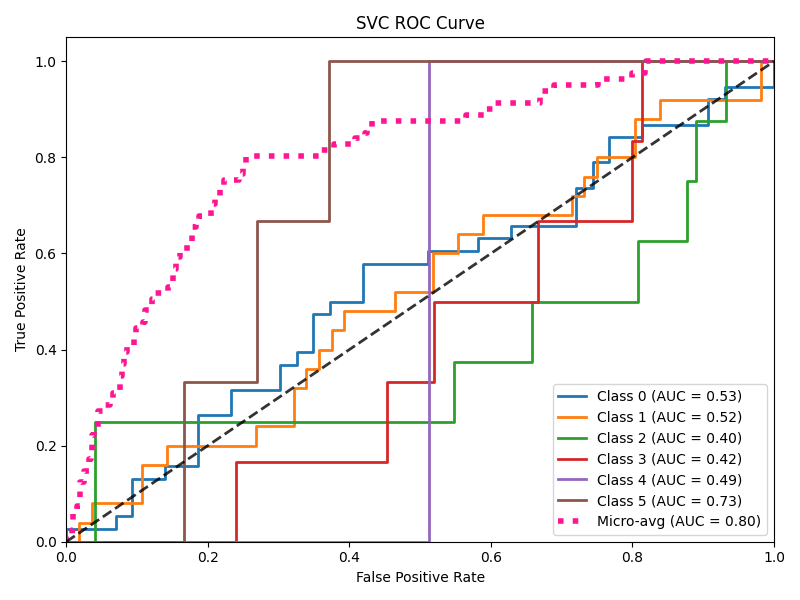 SVC ROC Curve
True Positive Rate
1.0
0.8
0.6
0.4
0.2
0.0
0.0 0.2 0.4 0.6 0.8 1.0
False Positive Rate
Class 0 (AUC = 0.53)
Class 1 (AUC = 0.52)
Class 2 (AUC = 0.40)
Class 3 (AUC = 0.42)
Class 4 (AUC = 0.49)
Class 5 (AUC = 0.73)
Micro-avg (AUC = 0.80)